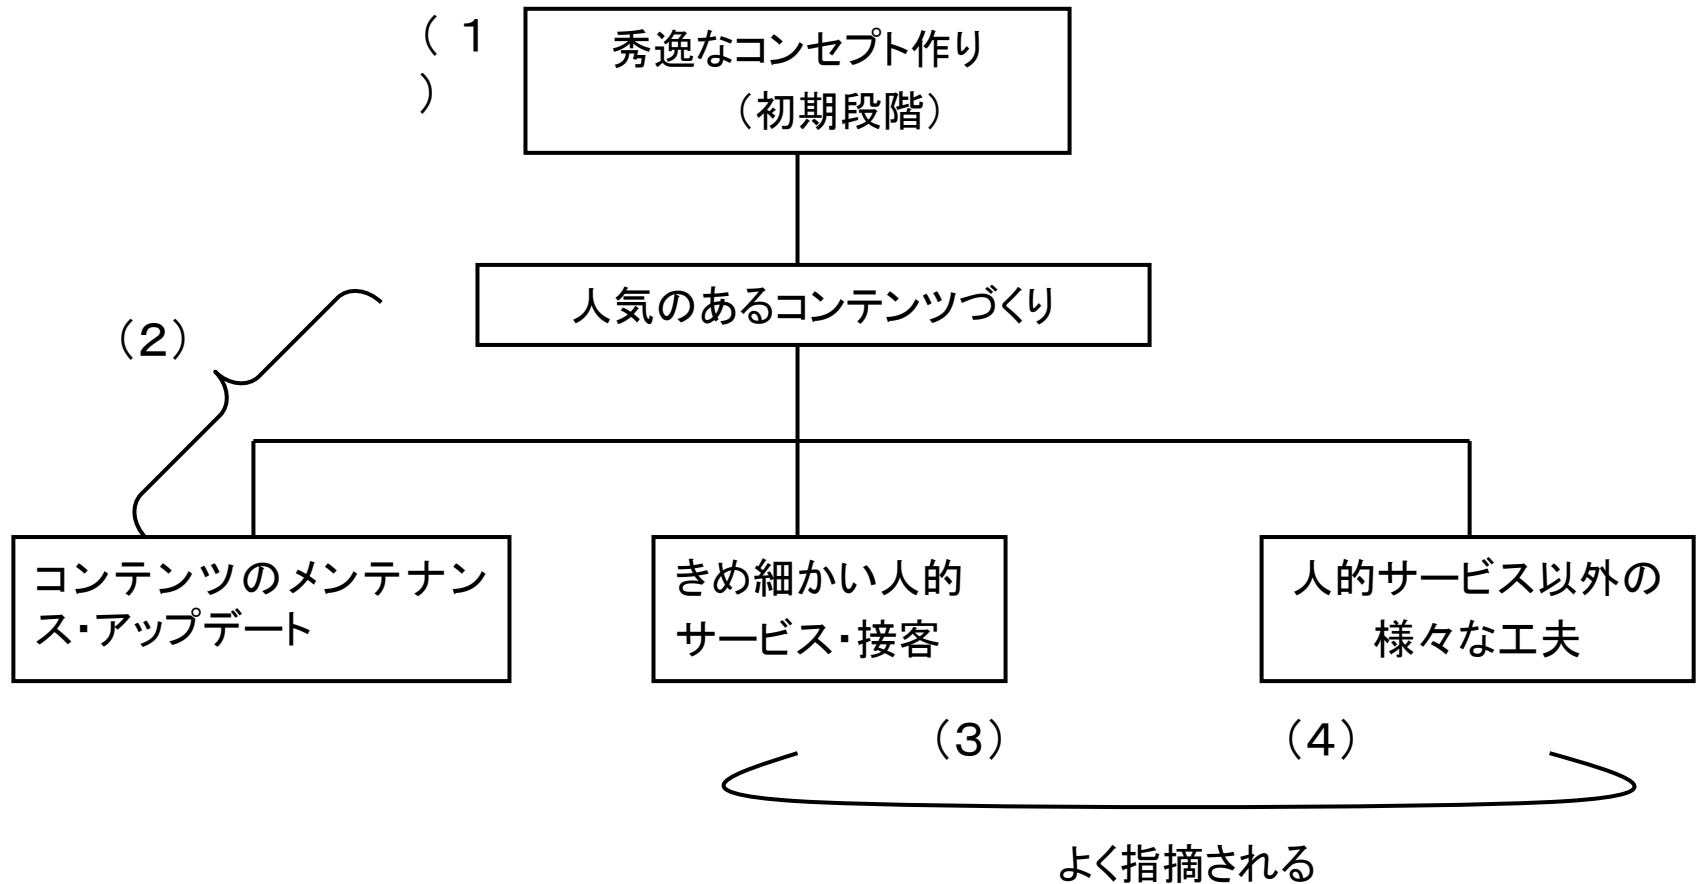 （１
）
秀逸なコンセプト作り
（初期段階）
人気のあるコンテンツづくり
（２）
コンテンツのメンテナン
ス・アップデート
きめ細かい人的
サービス・接客
人的サービス以外の
様々な工夫
（３）
（４）
よく指摘される